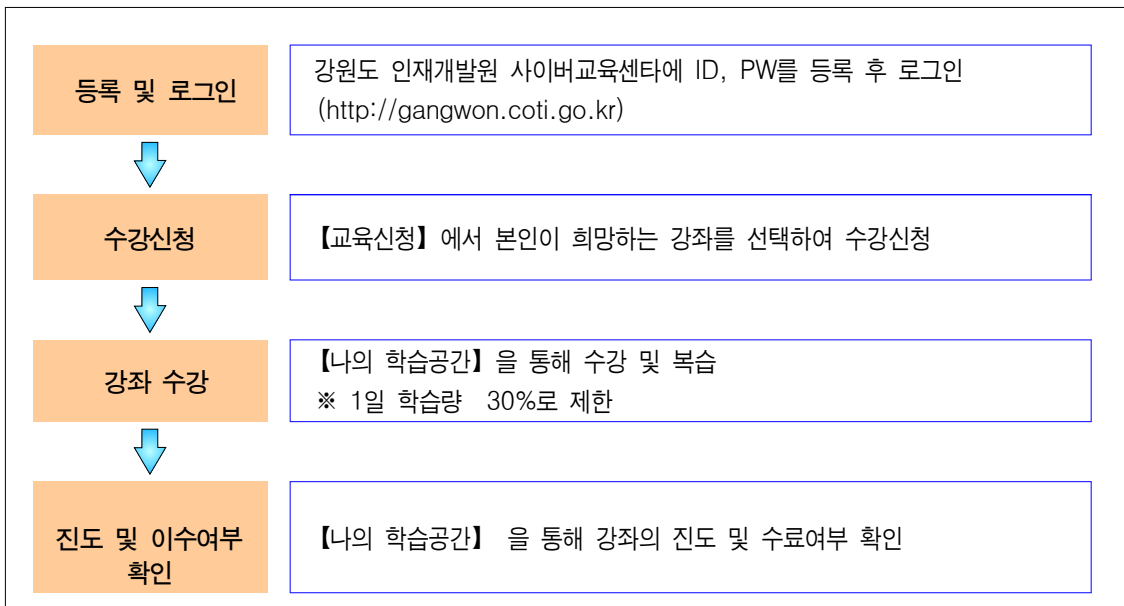 등록 및 로그인
강원도 인재개발원 사이버교육센타에 ID, PW를 등록 후 로그인
(http://gangwon.coti.go.kr)
수강신청
【교육신청】에서 본인이 희망하는 강좌를 선택하여 수강신청
강좌 수강
【나의 학습공간】을 통해 수강 및 복습
※ 1일 학습량 30%로 제한
진도 및 이수여부
확인
【나의 학습공간】 을 통해 강좌의 진도 및 수료여부 확인